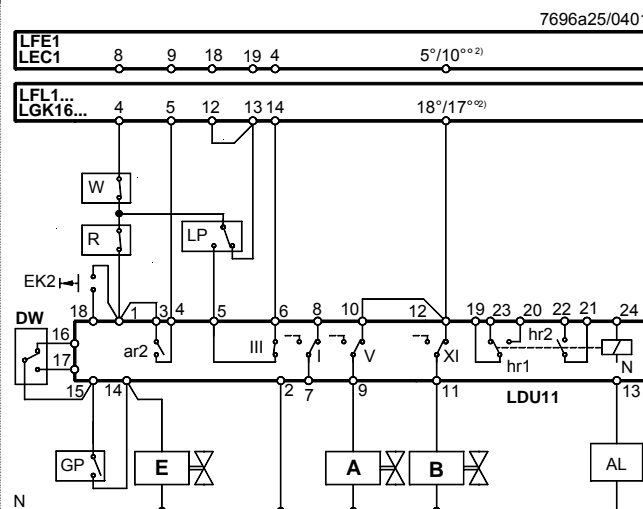 7696a25/0401
LFE1
LEC1
8 9 18 19 4 5°/10°°²⁾
LFL1...
LGK16...
4 5 12 13 14 18°/17°°²⁾
W
R
LP
EK2
18 1 3 4 5 6 8 10 12 19 23 20 22 21 24
DW
16
17
ar2 III I V XI hr1 hr2 N
15 14 2 7 9 11 LDU11 13
GP E A B AL
N